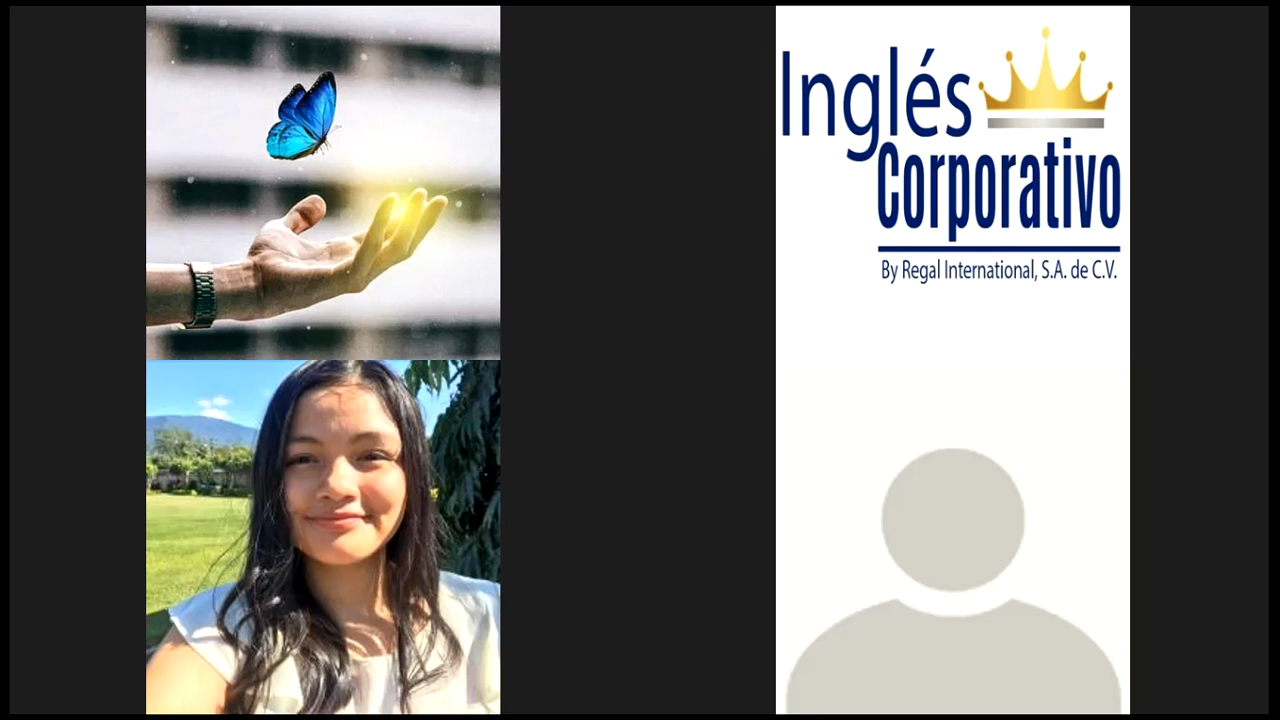 Inglés
Corporativo
By Regal International, S.A. de C.V.